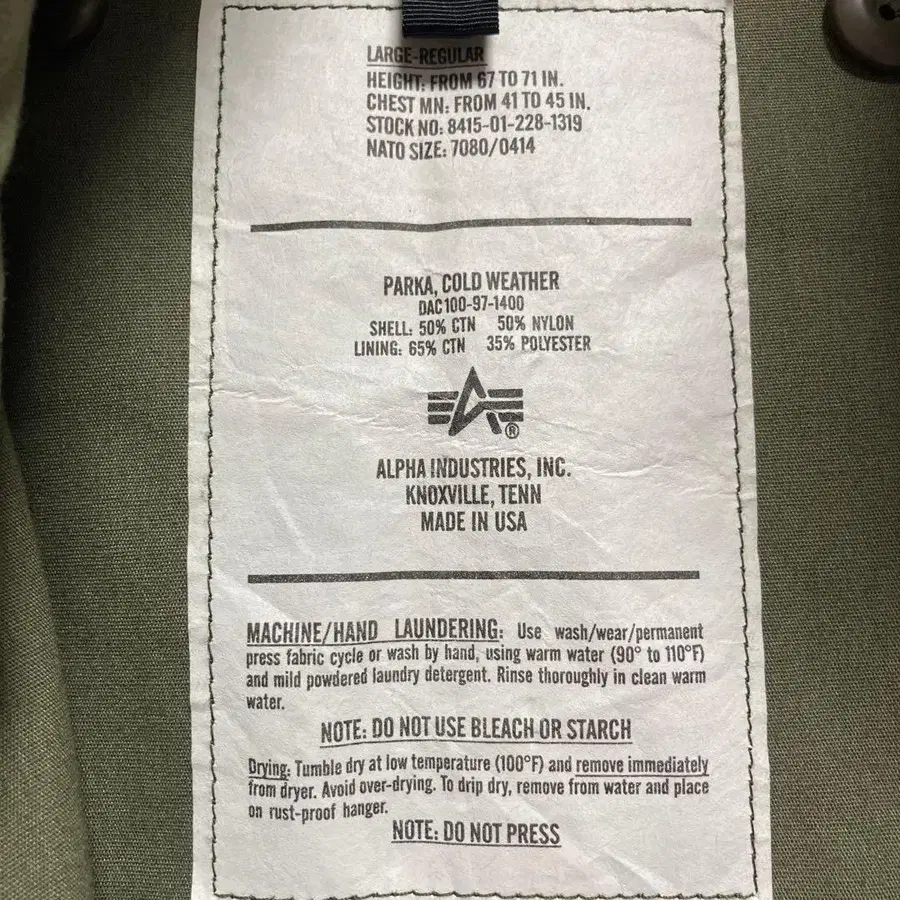 LARGE-REGULAR
HEIGHT: FROM 67 TO 71 IN.
CHEST MN: FROM 41 TO 45 IN.
STOCK NO: 8415-01-228-1319
NATO SIZE: 7080/0414
PARKA, COLD WEATHER
DAC100-97-1400
SHELL: 50% CTN 50% NYLON
LINING: 65% CTN 35% POLYESTER
®
ALPHA INDUSTRIES, INC.
KNOXVILLE, TENN
MADE IN USA
MACHINE/HAND LAUNDERING: Use wash/wear/permanent
press fabric cycle or wash by hand, using warm water (90° to 110°F)
and mild powdered laundry detergent. Rinse thoroughly in clean warm
water.
NOTE: DO NOT USE BLEACH OR STARCH
Drying: Tumble dry at low temperature (100°F) and remove immediately
from dryer. Avoid over-drying. To drip dry, remove from water and place
on rust-proof hanger.
NOTE: DO NOT PRESS